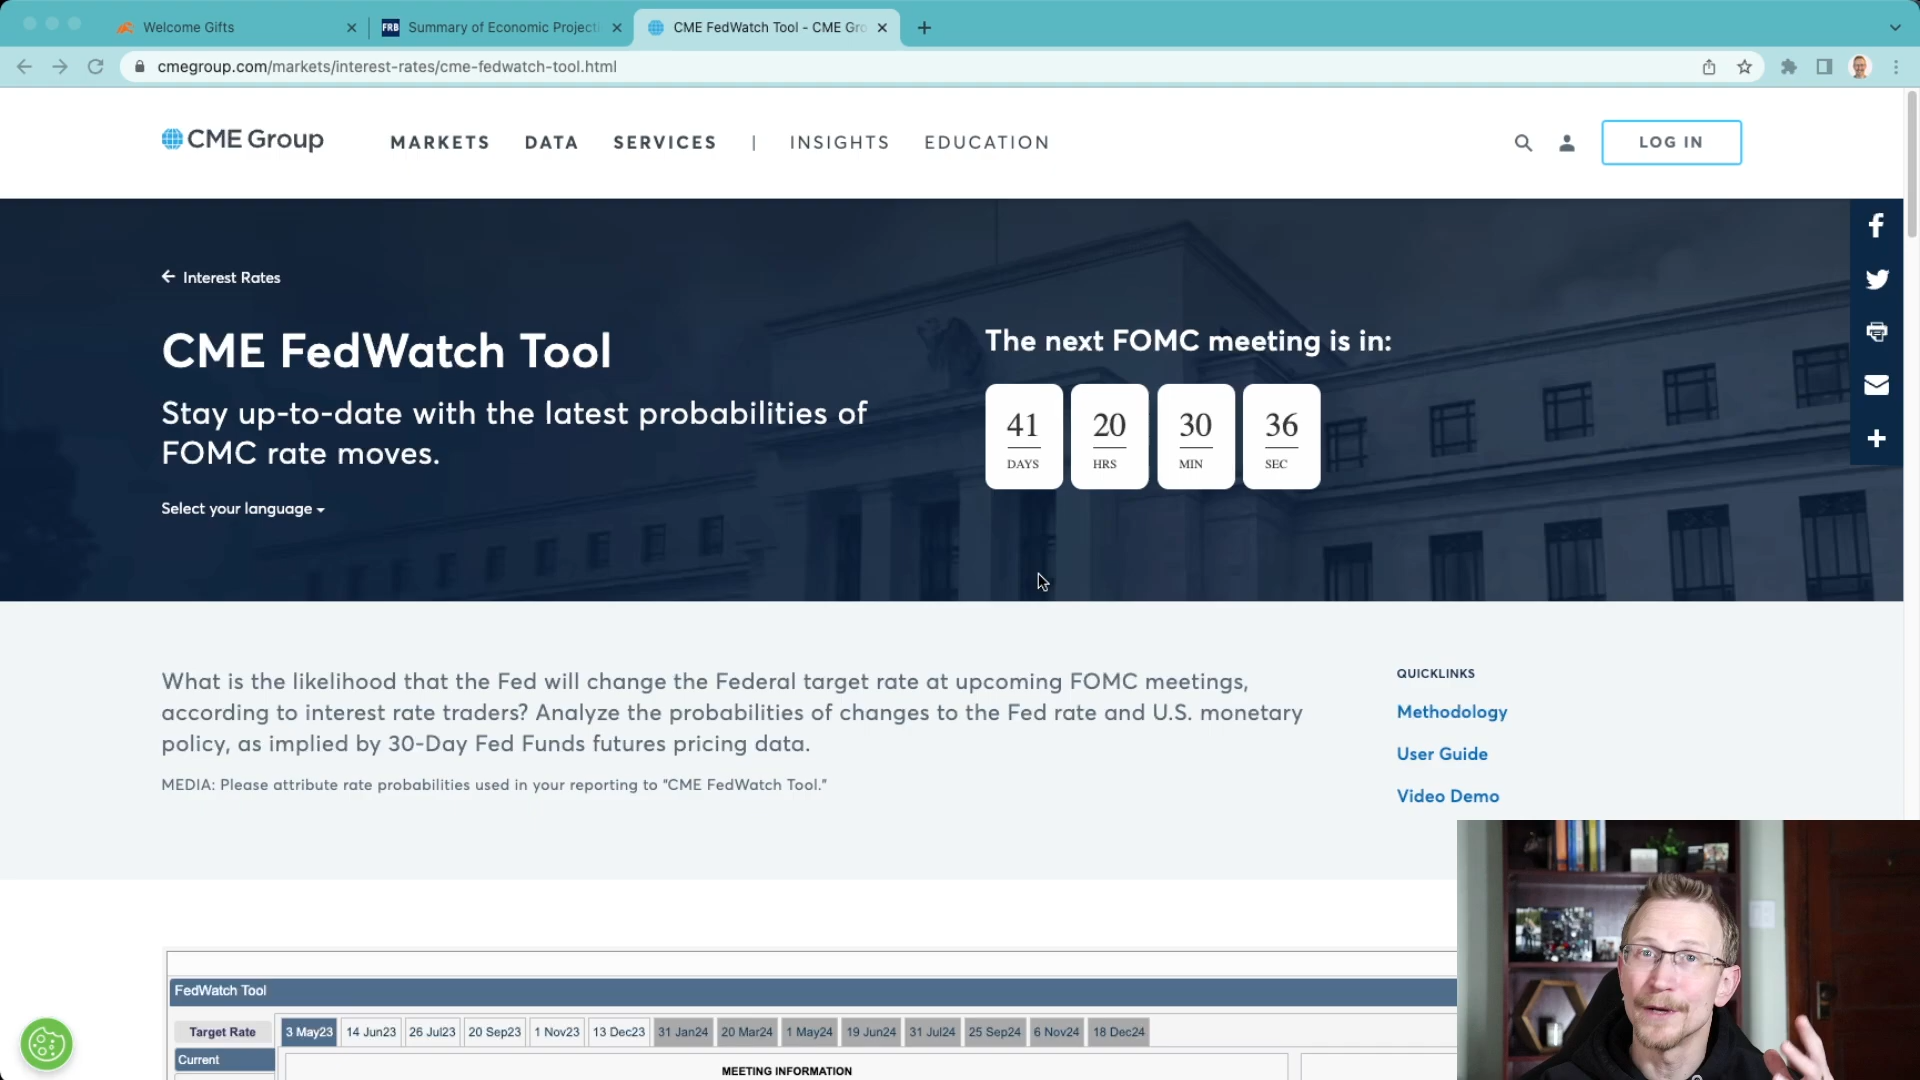 Welcome Gifts
FRB
Summary of Economic Projecti
CME FedWatch Tool - CME Gro
cmegroup.com/markets/interest-rates/cme-fedwatch-tool.html
CME Group
MARKETS
DATA
SERVICES
|
INSIGHTS
EDUCATION
LOG IN
Interest Rates
CME FedWatch Tool
Stay up-to-date with the latest probabilities of
FOMC rate moves.
Select your language
The next FOMC meeting is in:
41
DAYS
20
HRS
30
MIN
36
SEC
What is the likelihood that the Fed will change the Federal target rate at upcoming FOMC meetings,
according to interest rate traders? Analyze the probabilities of changes to the Fed rate and U.S. monetary
policy, as implied by 30-Day Fed Funds futures pricing data.
MEDIA: Please attribute rate probabilities used in your reporting to “CME FedWatch Tool.”
QUICKLINKS
Methodology
User Guide
Video Demo
FedWatch Tool
Target Rate
3 May23
14 Jun23
26 Jul23
20 Sep23
1 Nov23
13 Dec23
31 Jan24
20 Mar24
1 May24
19 Jun24
31 Jul24
25 Sep24
6 Nov24
18 Dec24
Current
MEETING INFORMATION